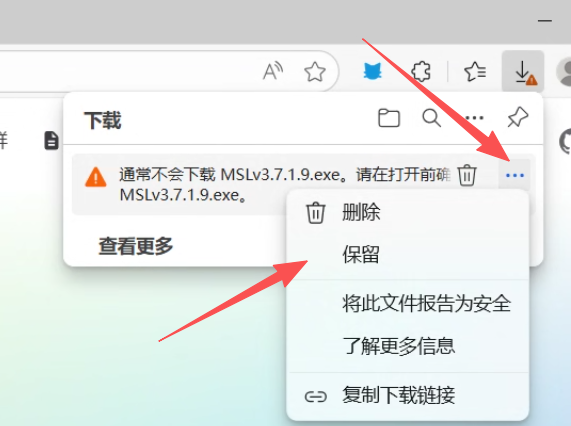 下载
通常不会下载 MSLv3.7.1.9.exe。请在打开前确
MSLv3.7.1.9.exe。
查看更多
删除
保留
将此文件报告为安全
了解更多信息
复制下载链接